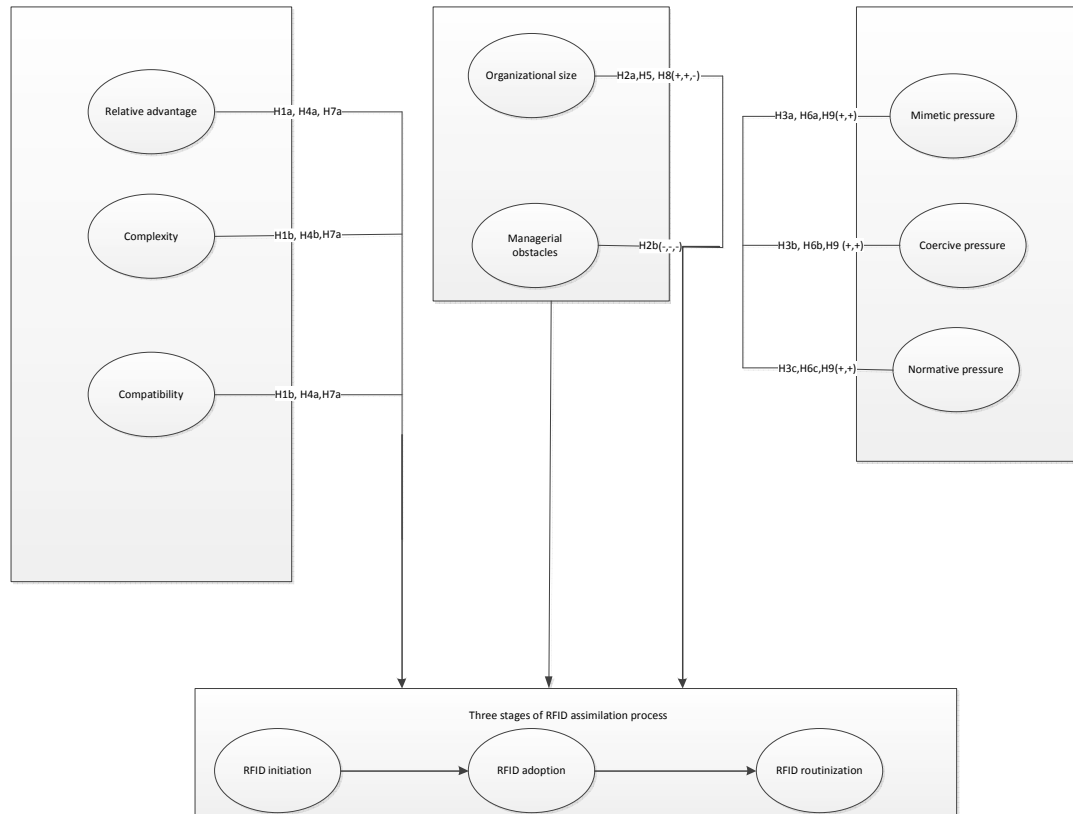 Relative advantage
H1a, H4a, H7a
Complexity
H1b, H4b,H7a
Compatibility
H1b, H4a,H7a
Organizational size
H2a,H5, H8(+,+,-)
Managerial
obstacles
H2b(-,-,-)
H3a, H6a,H9(+,+)
Mimetic pressure
H3b, H6b,H9 (+,+)
Coercive pressure
H3c,H6c,H9(+,+)
Normative pressure
Three stages of RFID assimilation process
RFID initiation
RFID adoption
RFID routinization